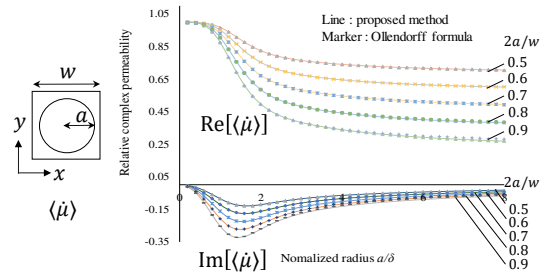 w
a
y
x
⟨μ̇⟩
Relative complex permeability
1.05
0.85
0.65
0.45
0.25
0.05
-0.15
-0.35
Line : proposed method
Marker : Ollendorff formula
2a/w
0.5
0.6
0.7
0.8
0.9
Re[⟨μ̇⟩]
0 2 4 6 8
2a/w
0.5
0.6
0.7
0.8
0.9
Im[⟨μ̇⟩]
Nomalized radius a/δ